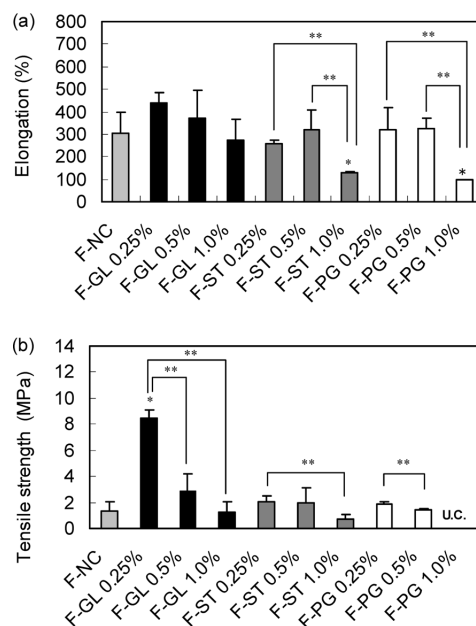 (a)
Elongation (%)
800
700
600
500
400
300
200
100
0
** ** ** **
* *
F-NC
F-GL 0.25%
F-GL 0.5%
F-GL 1.0%
F-ST 0.25%
F-ST 0.5%
F-ST 1.0%
F-PG 0.25%
F-PG 0.5%
F-PG 1.0%
(b)
Tensile strength (MPa)
14
12
10
8
6
4
2
0
**
**
*
** **
U.C.
F-NC
F-GL 0.25%
F-GL 0.5%
F-GL 1.0%
F-ST 0.25%
F-ST 0.5%
F-ST 1.0%
F-PG 0.25%
F-PG 0.5%
F-PG 1.0%